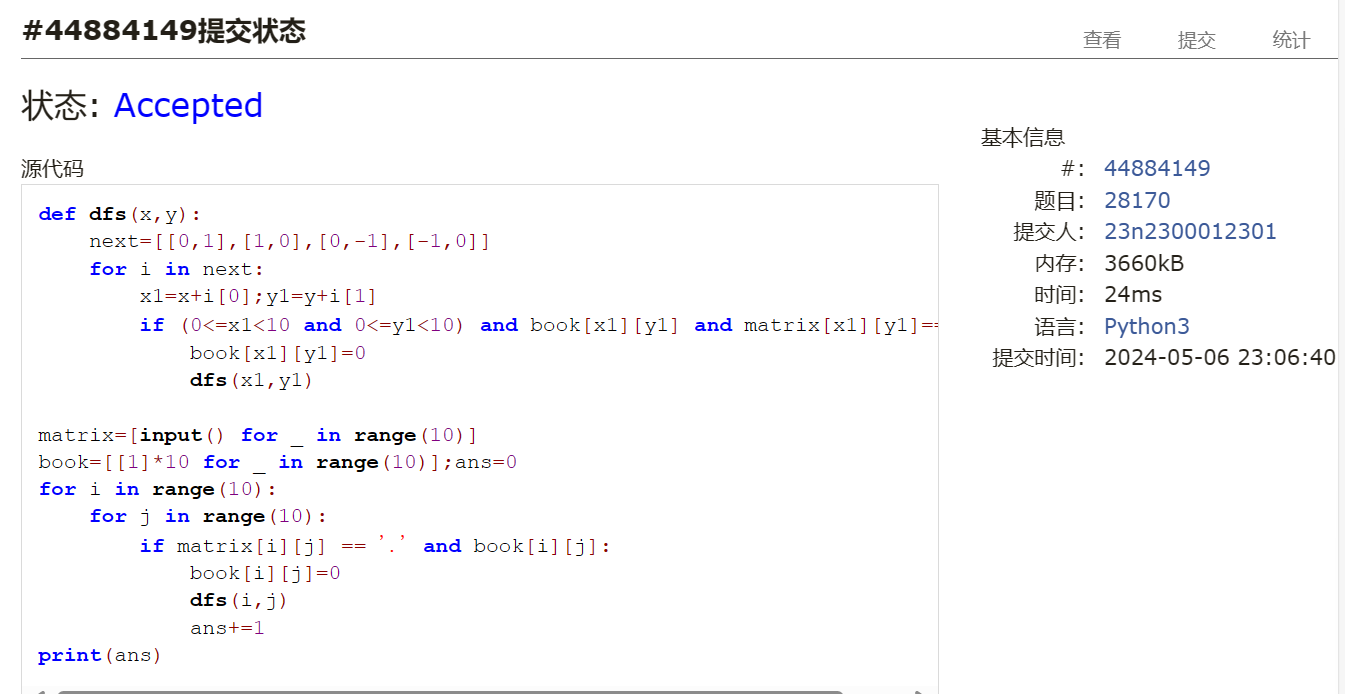 #44884149提交状态
查看 提交 统计
状态: Accepted
源代码
def dfs(x,y):
    next=[[0,1],[1,0],[0,-1],[-1,0]]
    for i in next:
        x1=x+i[0];y1=y+i[1]
        if (0<=x1<10 and 0<=y1<10) and book[x1][y1] and matrix[x1][y1]==
            book[x1][y1]=0
            dfs(x1,y1)
matrix=[input() for _ in range(10)]
book=[[1]*10 for _ in range(10)];ans=0
for i in range(10):
    for j in range(10):
        if matrix[i][j] == '.' and book[i][j]:
            book[i][j]=0
            dfs(i,j)
            ans+=1
print(ans)
基本信息
#: 44884149
题目: 28170
提交人: 23n2300012301
内存: 3660kB
时间: 24ms
语言: Python3
提交时间: 2024-05-06 23:06:40